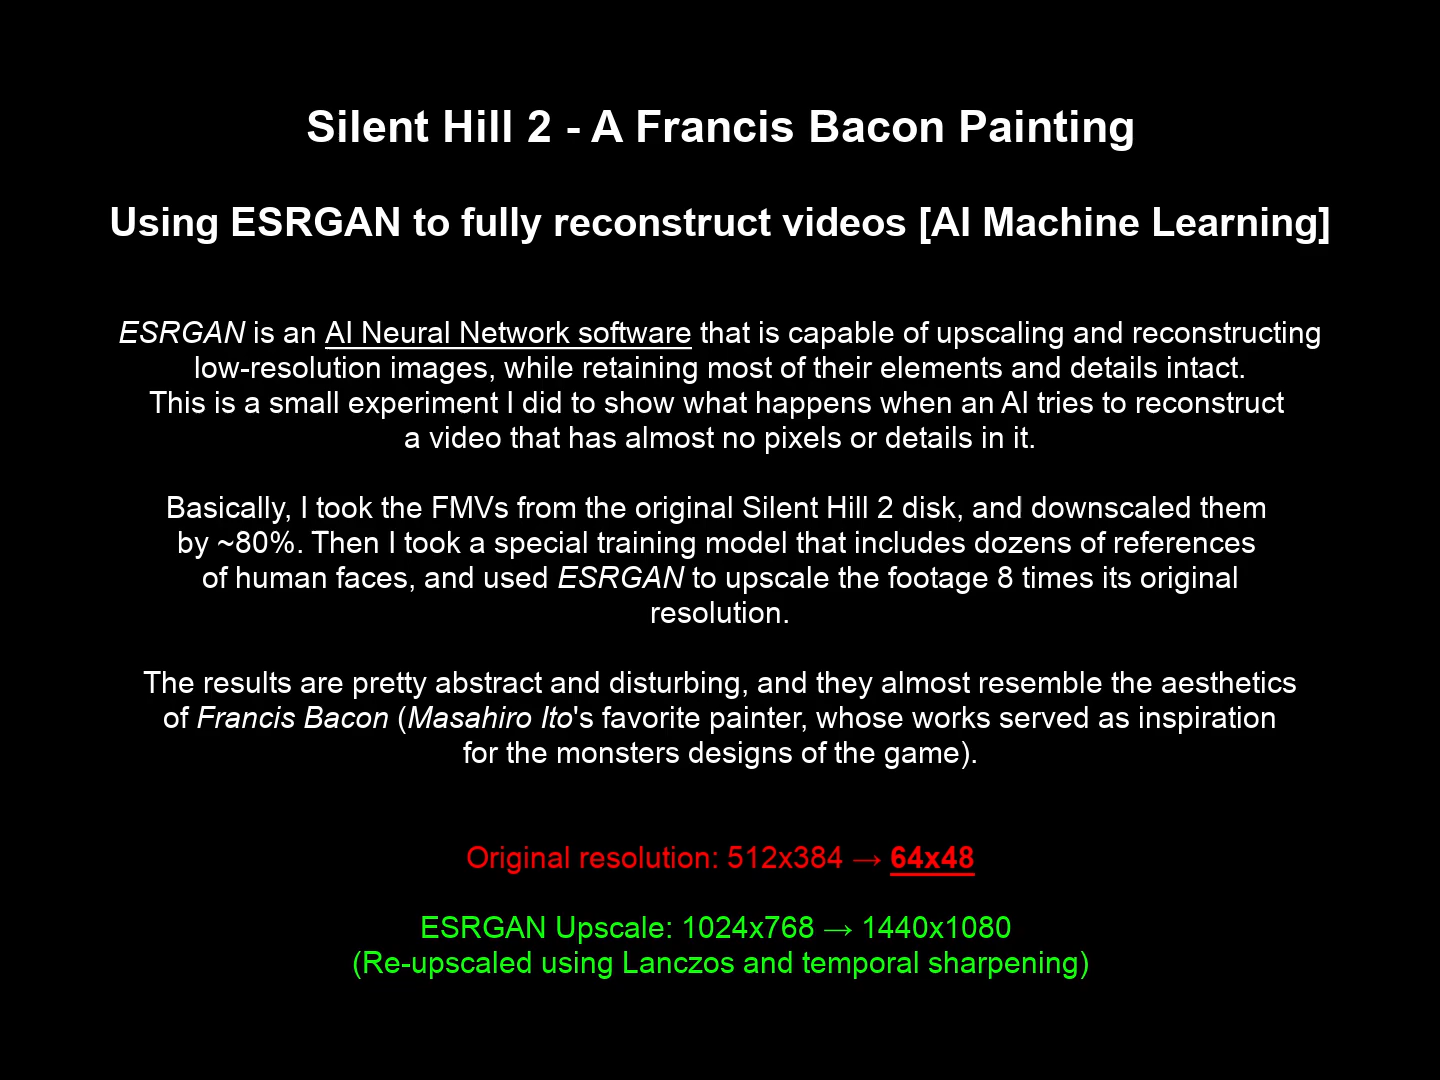 Silent Hill 2 - A Francis Bacon Painting
Using ESRGAN to fully reconstruct videos [AI Machine Learning]
ESRGAN is an AI Neural Network software that is capable of upscaling and reconstructing
low-resolution images, while retaining most of their elements and details intact.
This is a small experiment I did to show what happens when an AI tries to reconstruct
a video that has almost no pixels or details in it.
Basically, I took the FMVs from the original Silent Hill 2 disk, and downscaled them
by ~80%. Then I took a special training model that includes dozens of references
of human faces, and used ESRGAN to upscale the footage 8 times its original
resolution.
The results are pretty abstract and disturbing, and they almost resemble the aesthetics
of Francis Bacon (Masahiro Ito's favorite painter, whose works served as inspiration
for the monsters designs of the game).
Original resolution: 512x384 → 64x48
ESRGAN Upscale: 1024x768 → 1440x1080
(Re-upscaled using Lanczos and temporal sharpening)